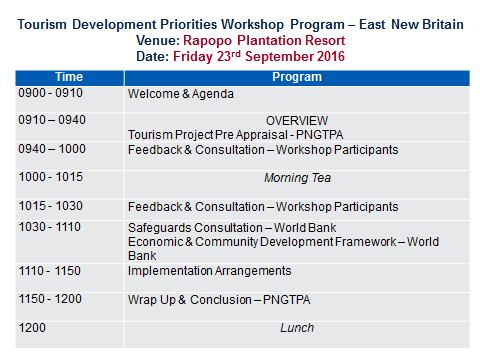 Tourism Development Priorities Workshop Program – East New Britain
Venue: Rapopo Plantation Resort
Date: Friday 23rd September 2016
Time Program
0900 - 0910 Welcome & Agenda
0910 – 0940 OVERVIEW
Tourism Project Pre Appraisal - PNGTPA
0940 – 1000 Feedback & Consultation – Workshop Participants
1000 - 1015 Morning Tea
1015 - 1030 Feedback & Consultation – Workshop Participants
1030 - 1110 Safeguards Consultation – World Bank
Economic & Community Development Framework – World
Bank
1110 - 1150 Implementation Arrangements
1150 - 1200 Wrap Up & Conclusion – PNGTPA
1200 Lunch